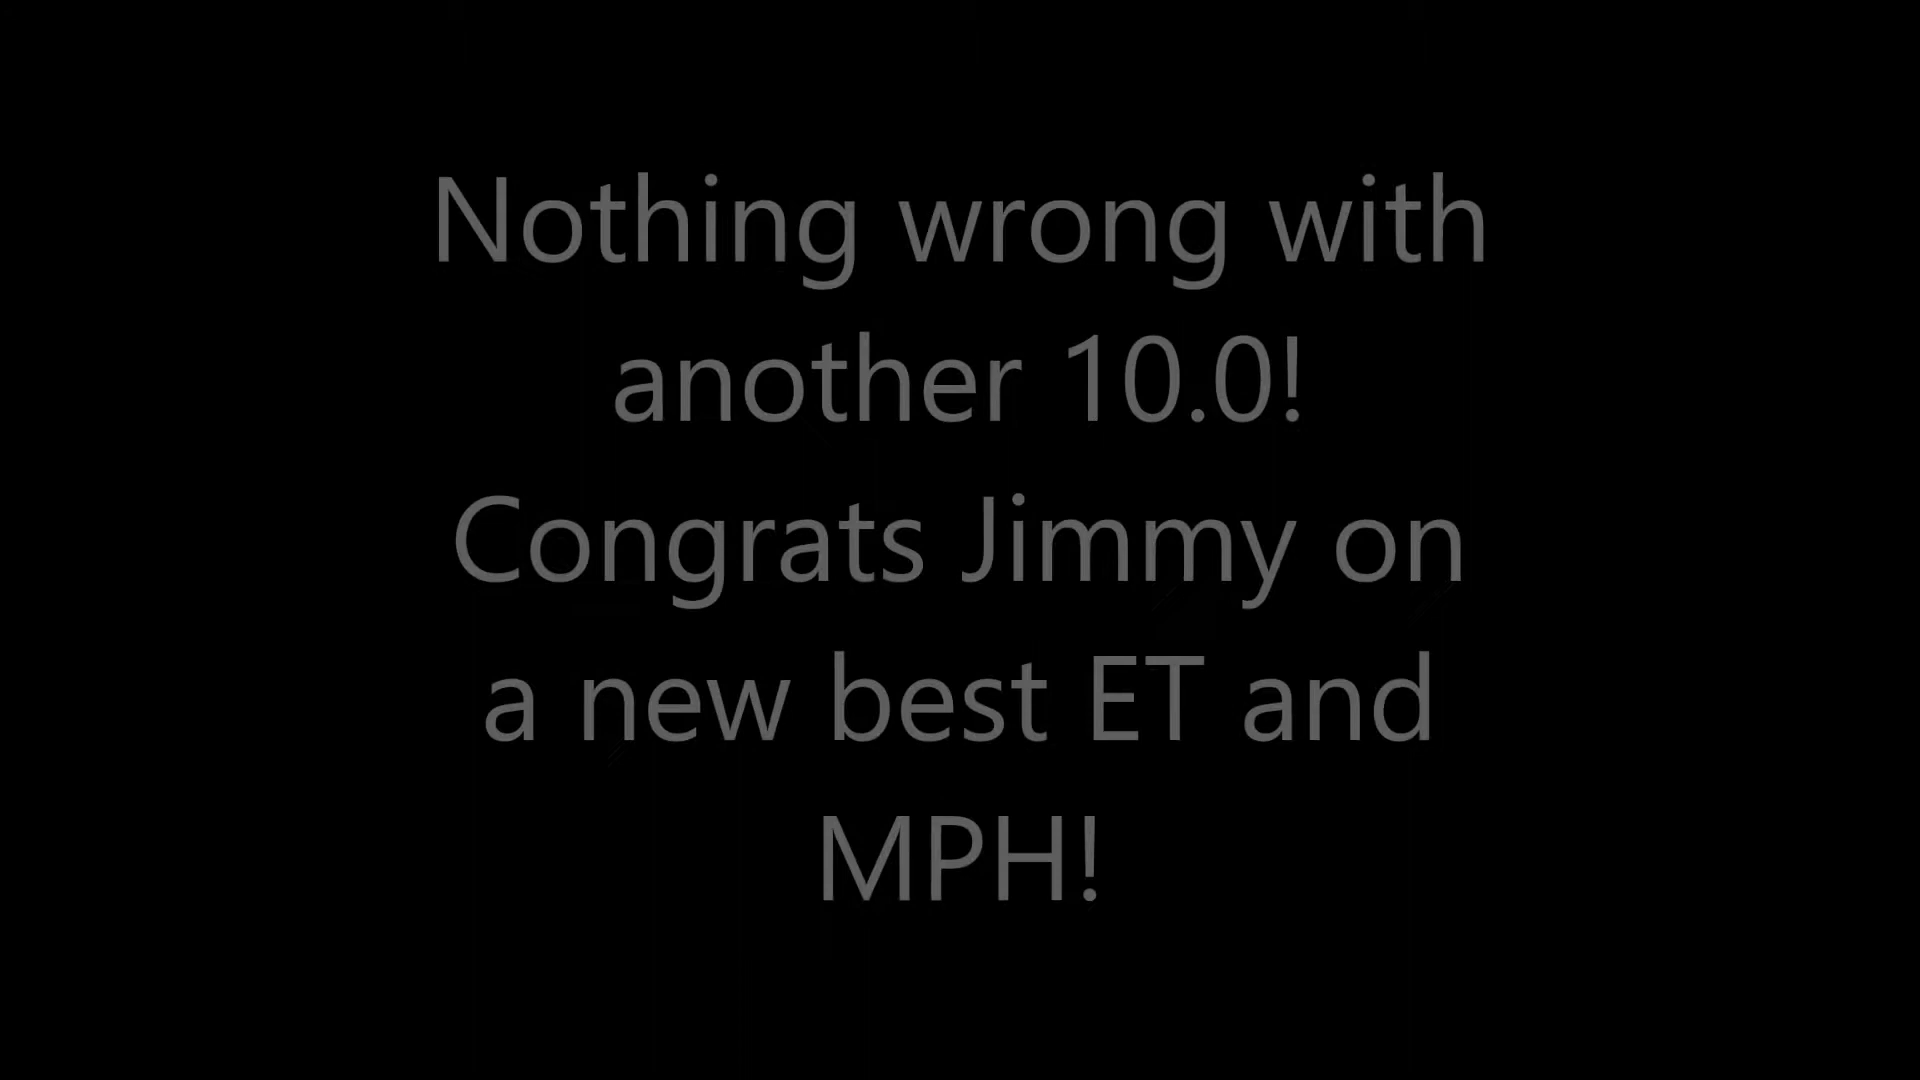 Nothing wrong with
another 10.0!
Congrats Jimmy on
a new best ET and
MPH!